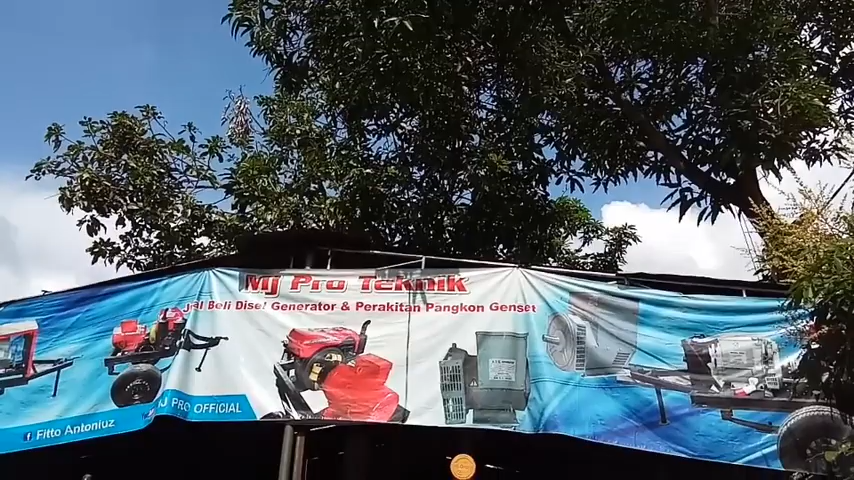 MJ Pro Teknik
Jual Beli Disel Generator & Perakitan Pangkon Genset
MJ PRO OFFICIAL
Fitto Antoniuz